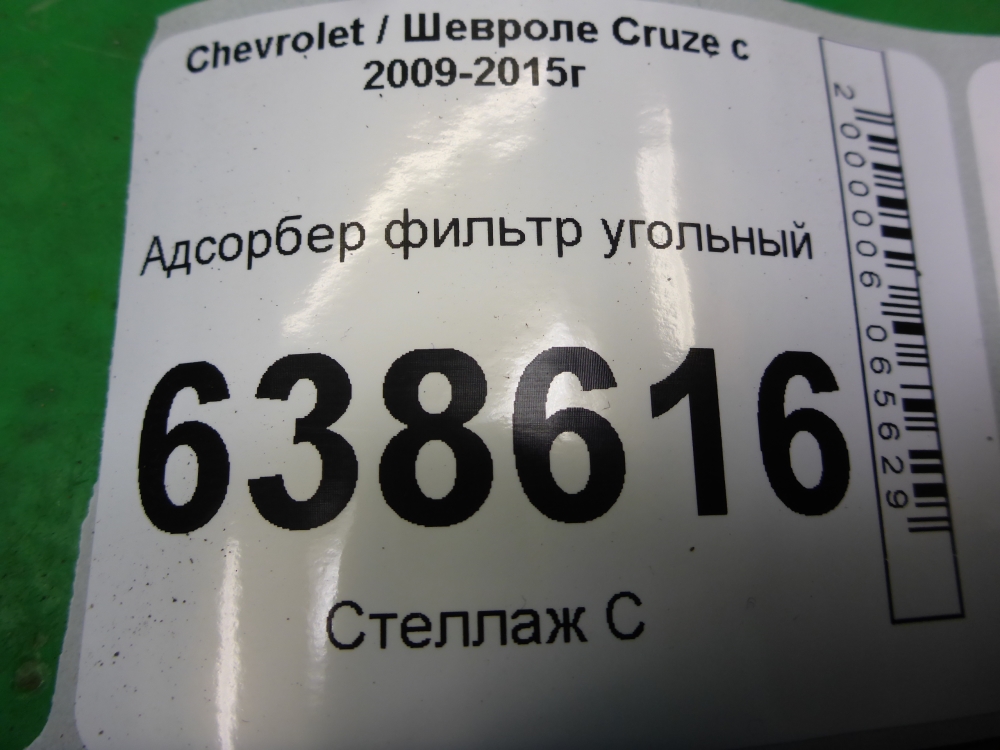 Chevrolet / Шевроле Cruze с
2009-2015г
Адсорбер фильтр угольный
638616
Стеллаж С
2000006065629